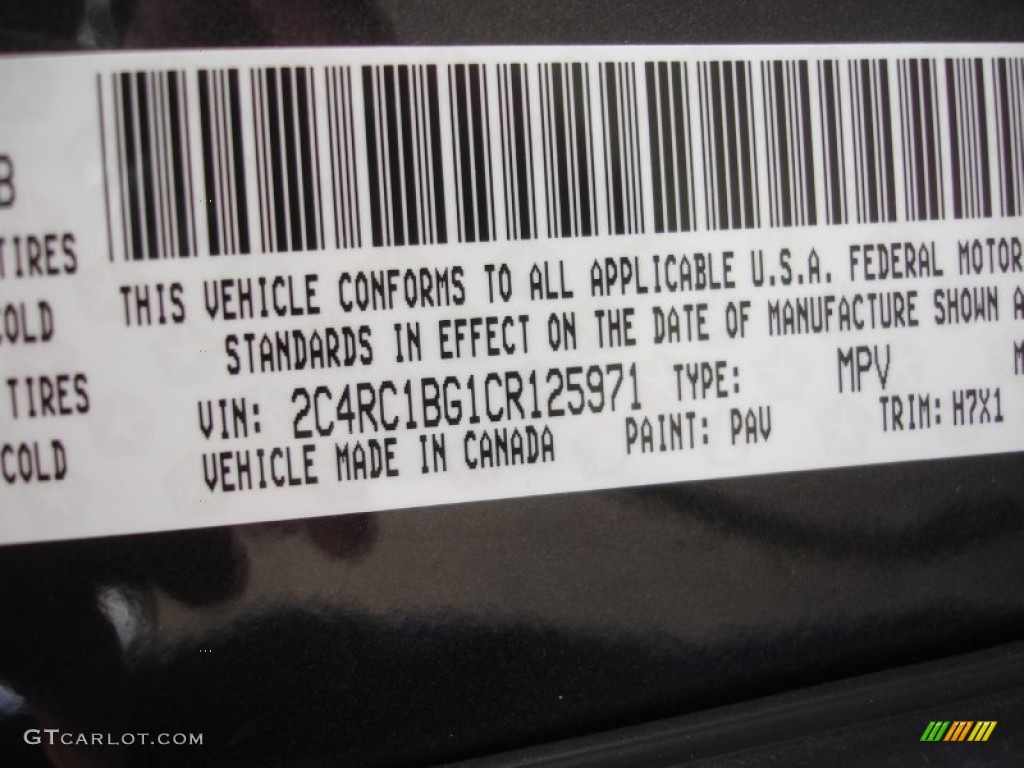 B
TIRES
COLD
TIRES
COLD
THIS VEHICLE CONFORMS TO ALL APPLICABLE U.S.A. FEDERAL MOTOR
STANDARDS IN EFFECT ON THE DATE OF MANUFACTURE SHOWN A
VIN: 2C4RC1BG1CR125971 TYPE: MPV M
VEHICLE MADE IN CANADA PAINT: PAV TRIM: H7X1
GTCARLOT.COM